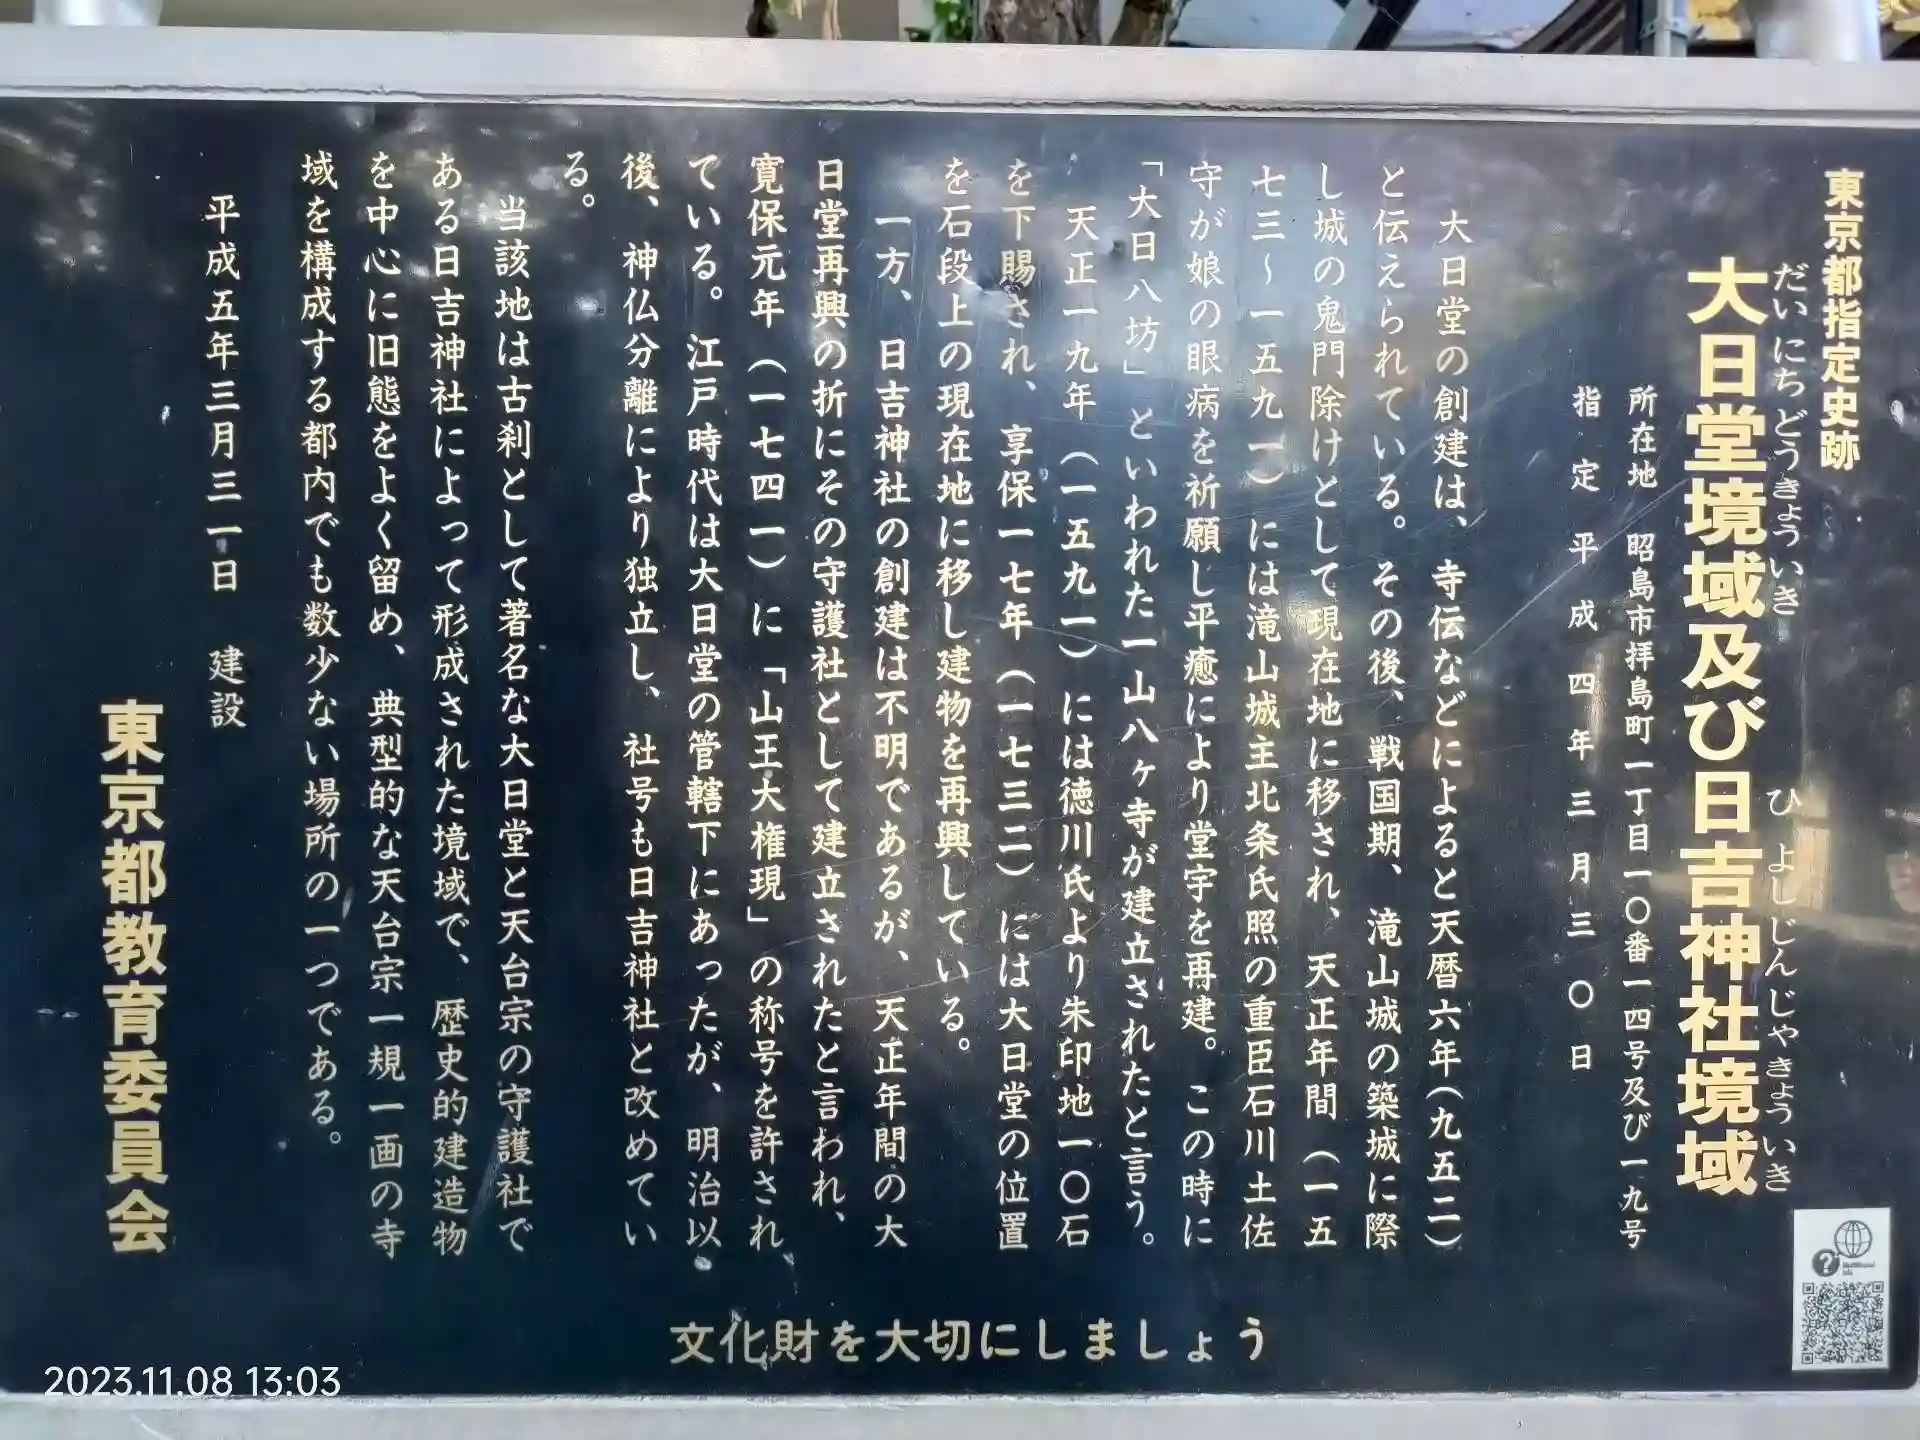 東京都指定史跡
だいにちどうきょういき ひよしじんじゃきょういき
大日堂境域及び日吉神社境域
所在地 昭島市拝島町一丁目一〇番一四号及び一九号
指定 平成四年三月三〇日
大日堂の創建は、寺伝などによると天暦六年(九五二)
と伝えられている。その後、戦国期、滝山城の築城に際
し城の鬼門除けとして現在地に移され、天正年間(一五
七三~一五九一)には滝山城主北条氏照の重臣石川土佐
守が娘の眼病を祈願し平癒により堂宇を再建。この時に
「大日八坊」といわれた一山八ヶ寺が建立されたと言う。
天正一九年(一五九一)には徳川氏より朱印地一〇石
を下賜され、享保一七年(一七三二)には大日堂の位置
を石段上の現在地に移し建物を再興している。
一方、日吉神社の創建は不明であるが、天正年間の大
日堂再興の折にその守護社として建立されたと言われ、
寛保元年(一七四一)に「山王大権現」の称号を許され
ている。江戸時代は大日堂の管轄下にあったが、明治以
後、神仏分離により独立し、社号も日吉神社と改めてい
る。
当該地は古刹として著名な大日堂と天台宗の守護社で
ある日吉神社によって形成された境域で、歴史的建造物
を中心に旧態をよく留め、典型的な天台宗一規一画の寺
域を構成する都内でも数少ない場所の一つである。
平成五年三月三一日 建設
東京都教育委員会
文化財を大切にしましょう
2023.11.08 13:03